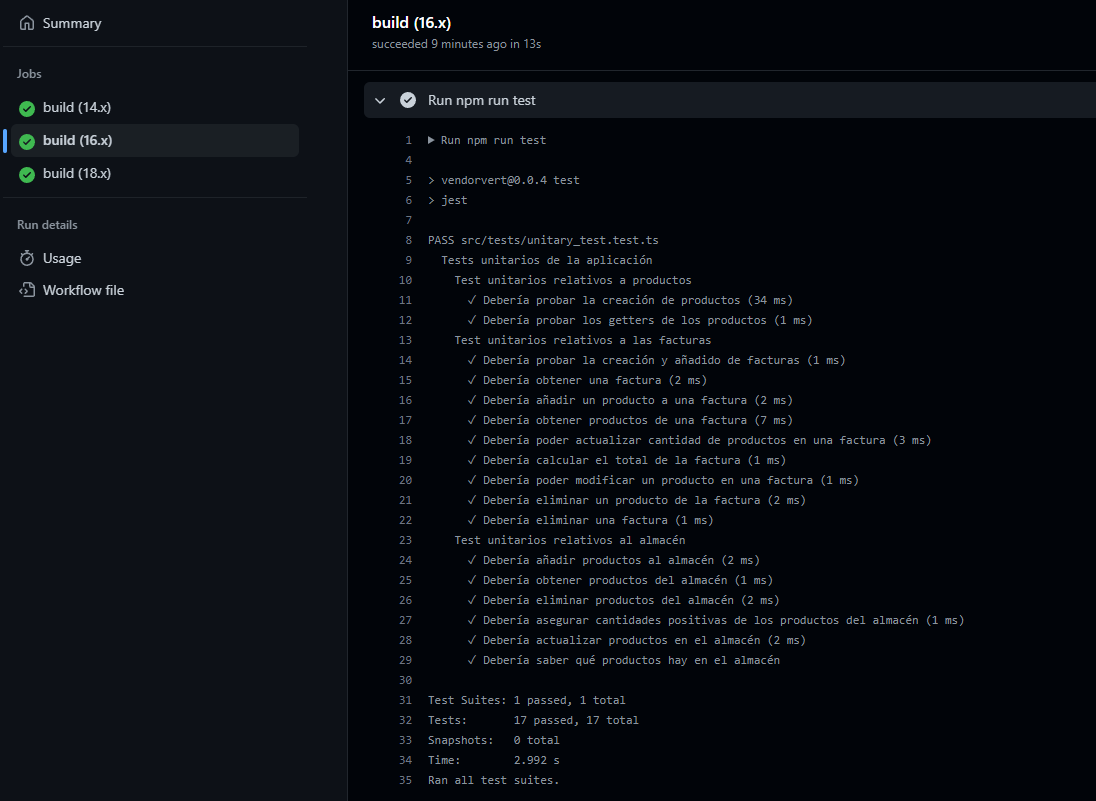 Summary
Jobs
build (14.x)
build (16.x)
build (18.x)
Run details
Usage
Workflow file
build (16.x)
succeeded 9 minutes ago in 13s
Run npm run test
1 ▶ Run npm run test
4
5 > vendorvert@0.0.4 test
6 > jest
7
8 PASS src/tests/unitary_test.test.ts
9 Tests unitarios de la aplicación
10 Test unitarios relativos a productos
11 ✓ Debería probar la creación de productos (34 ms)
12 ✓ Debería probar los getters de los productos (1 ms)
13 Test unitarios relativos a las facturas
14 ✓ Debería probar la creación y añadido de facturas (1 ms)
15 ✓ Debería obtener una factura (2 ms)
16 ✓ Debería añadir un producto a una factura (2 ms)
17 ✓ Debería obtener productos de una factura (7 ms)
18 ✓ Debería poder actualizar cantidad de productos en una factura (3 ms)
19 ✓ Debería calcular el total de la factura (1 ms)
20 ✓ Debería poder modificar un producto en una factura (1 ms)
21 ✓ Debería eliminar un producto de la factura (2 ms)
22 ✓ Debería eliminar una factura (1 ms)
23 Test unitarios relativos al almacén
24 ✓ Debería añadir productos al almacén (2 ms)
25 ✓ Debería obtener productos del almacén (1 ms)
26 ✓ Debería eliminar productos del almacén (2 ms)
27 ✓ Debería asegurar cantidades positivas de los productos del almacén (1 ms)
28 ✓ Debería actualizar productos en el almacén (2 ms)
29 ✓ Debería saber qué productos hay en el almacén
30
31 Test Suites: 1 passed, 1 total
32 Tests: 17 passed, 17 total
33 Snapshots: 0 total
34 Time: 2.992 s
35 Ran all test suites.